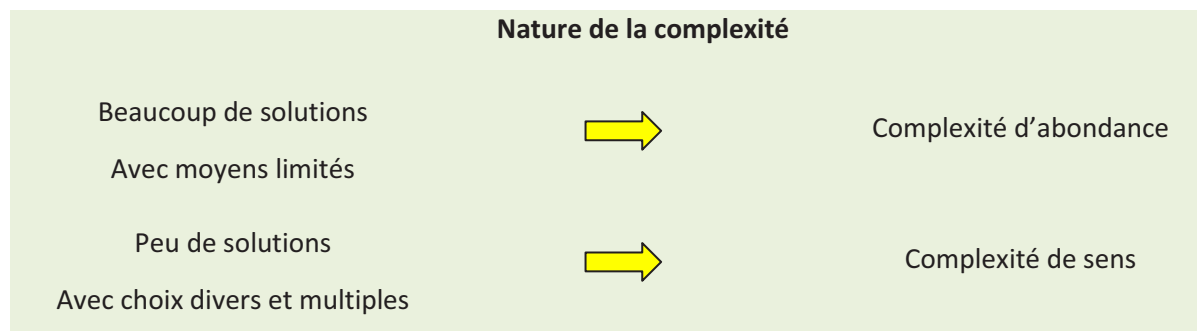 Nature de la complexité
Beaucoup de solutions
Avec moyens limités
Complexité d’abondance
Peu de solutions
Avec choix divers et multiples
Complexité de sens